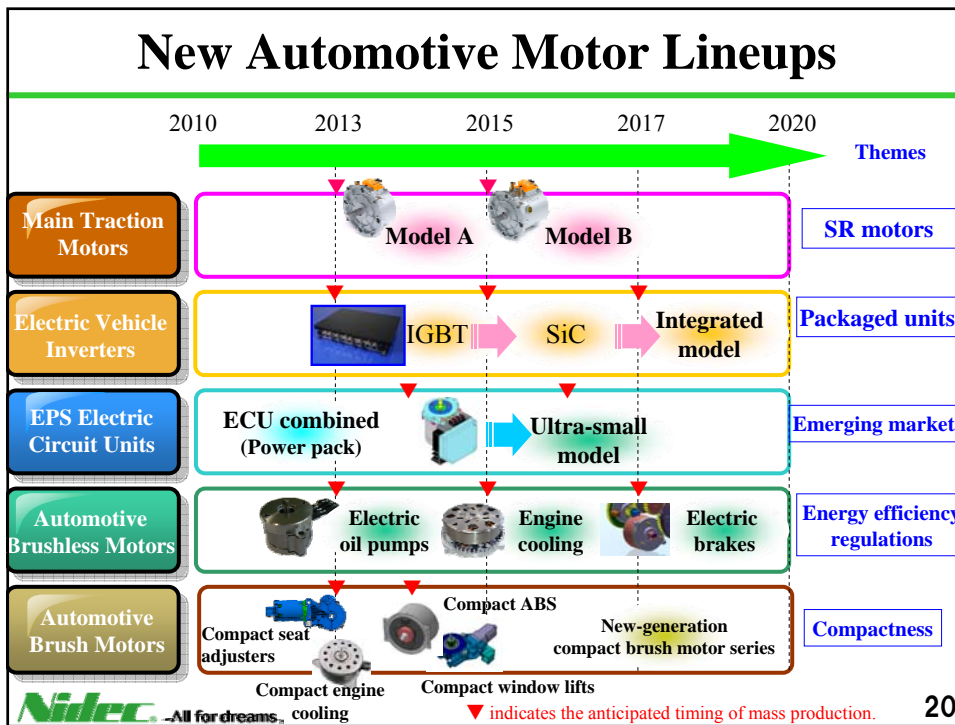 New Automotive Motor Lineups
2010 2013 2015 2017 2020
Themes
Main Traction
Motors
Model A
Model B
SR motors
Electric Vehicle
Inverters
IGBT
SiC
Integrated
model
Packaged units
EPS Electric
Circuit Units
ECU combined
(Power pack)
Ultra-small
model
Emerging market
Automotive
Brushless Motors
Electric
oil pumps
Engine
cooling
Electric
brakes
Energy efficiency
regulations
Automotive
Brush Motors
Compact seat
adjusters
Compact engine
cooling
Compact ABS
Compact window lifts
New-generation
compact brush motor series
Compactness
Nidec -All for dreams
▼ indicates the anticipated timing of mass production.
20